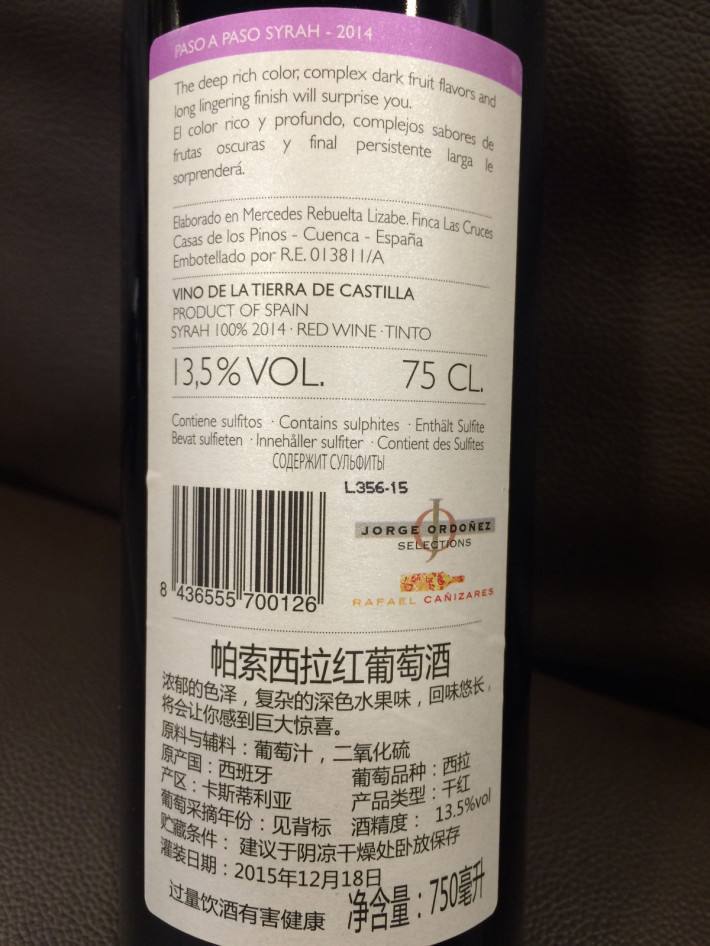 PASO A PASO SYRAH - 2014
The deep rich color, complex dark fruit flavors and
long lingering finish will surprise you.
El color rico y profundo, complejos sabores de
frutas oscuras y final persistente larga le
sorprenderá.
Elaborado en Mercedes Rebuelta Lizabe. Finca Las Cruces
Casas de los Pinos - Cuenca - España
Embotellado por R.E. 013811/A
VINO DE LA TIERRA DE CASTILLA
PRODUCT OF SPAIN
SYRAH 100% 2014 · RED WINE · TINTO
13,5% VOL. 75 CL.
Contiene sulfitos · Contains sulphites · Enthält Sulfite
Bevat sulfieten · Innehåller sulfiter · Contient des Sulfites
СОДЕРЖИТ СУЛЬФИТЫ
L356-15
JORGE ORDOÑEZ
SELECTIONS
RAFAEL CAÑIZARES
8 436555 700126
帕索西拉红葡萄酒
浓郁的色泽，复杂的深色水果味，回味悠长，
将会让你感到巨大惊喜。
原料与辅料：葡萄汁，二氧化硫
原产国：西班牙 葡萄品种：西拉
产区：卡斯蒂利亚 产品类型：干红
葡萄采摘年份：见背标 酒精度：13.5%vol
贮藏条件：建议于阴凉干燥处卧放保存
灌装日期：2015年12月18日
过量饮酒有害健康 净含量：750毫升